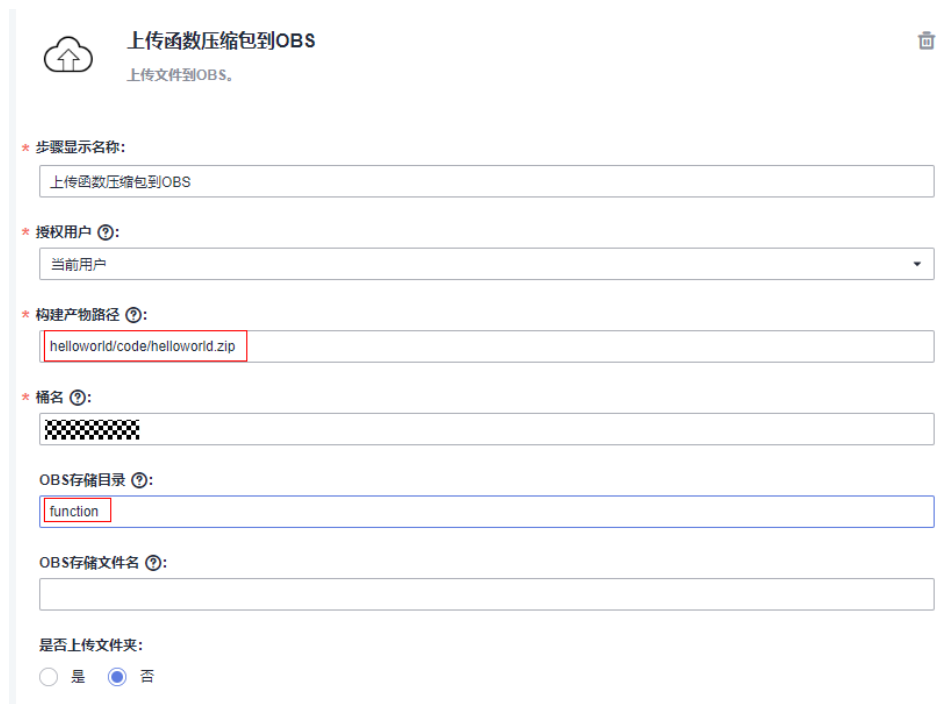 上传函数压缩包到OBS
上传文件到OBS。
* 步骤显示名称:
上传函数压缩包到OBS
* 授权用户 ?:
当前用户
* 构建产物路径 ?:
helloworld/code/helloworld.zip
* 桶名 ?:
OBS存储目录 ?:
function
OBS存储文件名 ?:
是否上传文件夹:
是 否